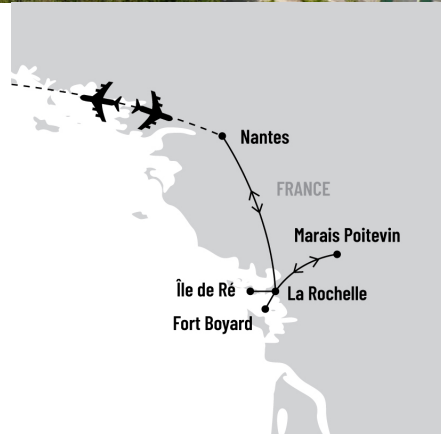 Nantes
FRANCE
Marais Poitevin
Île de Ré
La Rochelle
Fort Boyard